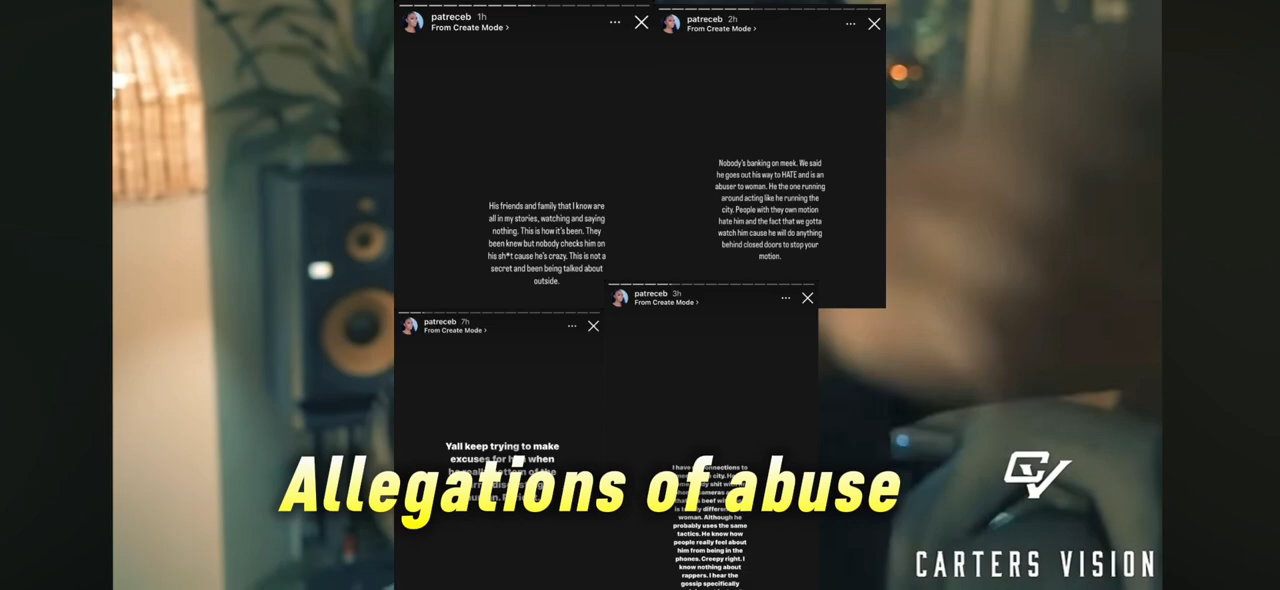 patreceb 1h
From Create Mode >
His friends and family that I know are
all in my stories, watching and saying
nothing. This is how it's been. They
been knew but nobody checks him on
his sh*t cause he's crazy. This is not a
secret and been being talked about
outside.
patreceb 2h
From Create Mode >
Nobody's banking on meek. We said
he goes out his way to HATE and is an
abuser to woman. He the one running
around acting like he running the
city. People with they own motion
hate him and the fact that we gotta
watch him cause he will do anything
behind closed doors to stop your
motion.
patreceb 7h
From Create Mode >
Yall keep trying to make
excuses for when
patreceb 3h
From Create Mode >
I have connections to
city.
shit
beef
is
woman. Although he
probably uses the same
tactics. He know how
people really feel about
him from being in the
phones. Creepy right. I
know nothing about
rappers. I hear the
gossip specifically
Allegations of abuse
CV
CARTERS VISION